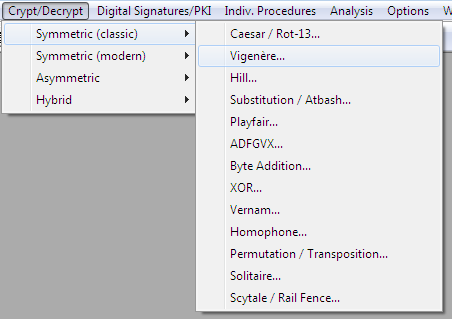 Crypt/Decrypt Digital Signatures/PKI Indiv. Procedures Analysis Options
Symmetric (classic)
Symmetric (modern)
Asymmetric
Hybrid
Caesar / Rot-13...
Vigenère...
Hill...
Substitution / Atbash...
Playfair...
ADFGVX...
Byte Addition...
XOR...
Vernam...
Homophone...
Permutation / Transposition...
Solitaire...
Scytale / Rail Fence...